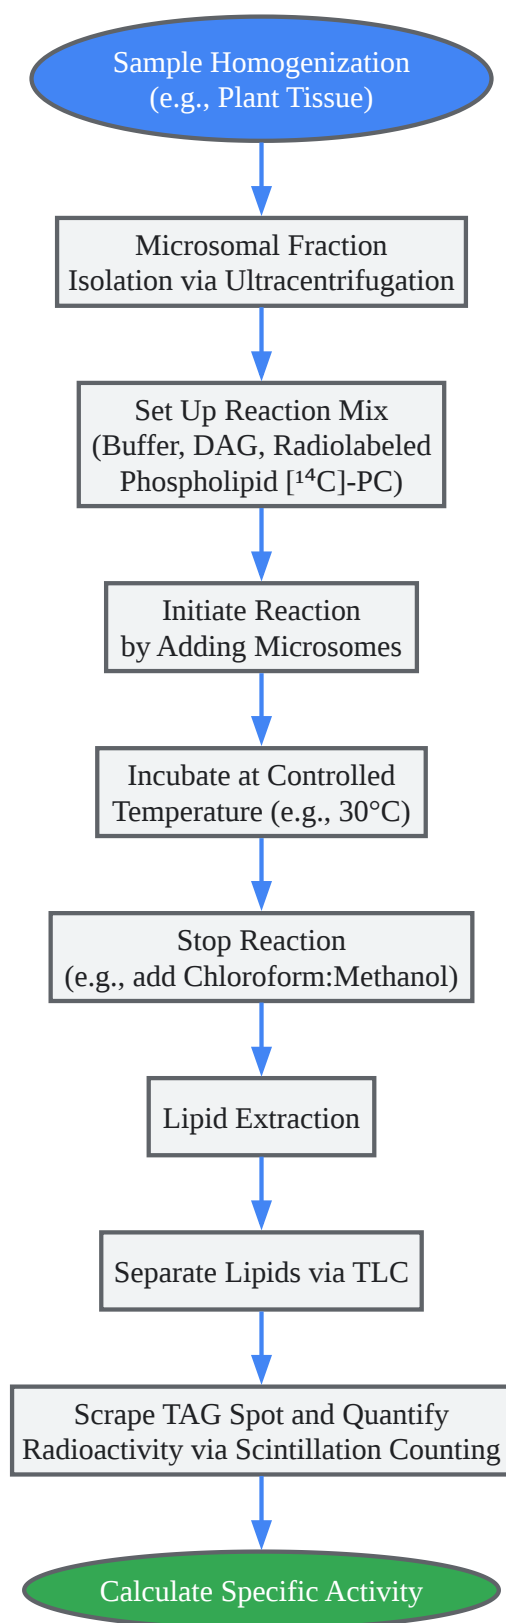 Sample Homogenization
(e.g., Plant Tissue)
Microsomal Fraction
Isolation via Ultracentrifugation
Set Up Reaction Mix
(Buffer, DAG, Radiolabeled
Phospholipid [¹⁴C]-PC)
Initiate Reaction
by Adding Microsomes
Incubate at Controlled
Temperature (e.g., 30°C)
Stop Reaction
(e.g., add Chloroform:Methanol)
Lipid Extraction
Separate Lipids via TLC
Scrape TAG Spot and Quantify
Radioactivity via Scintillation Counting
Calculate Specific Activity